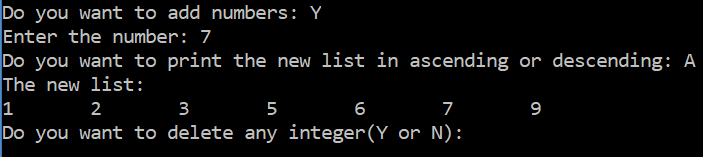 Do you want to add numbers: Y
Enter the number: 7
Do you want to print the new list in ascending or descending: A
The new list:
1 2 3 5 6 7 9
Do you want to delete any integer(Y or N):